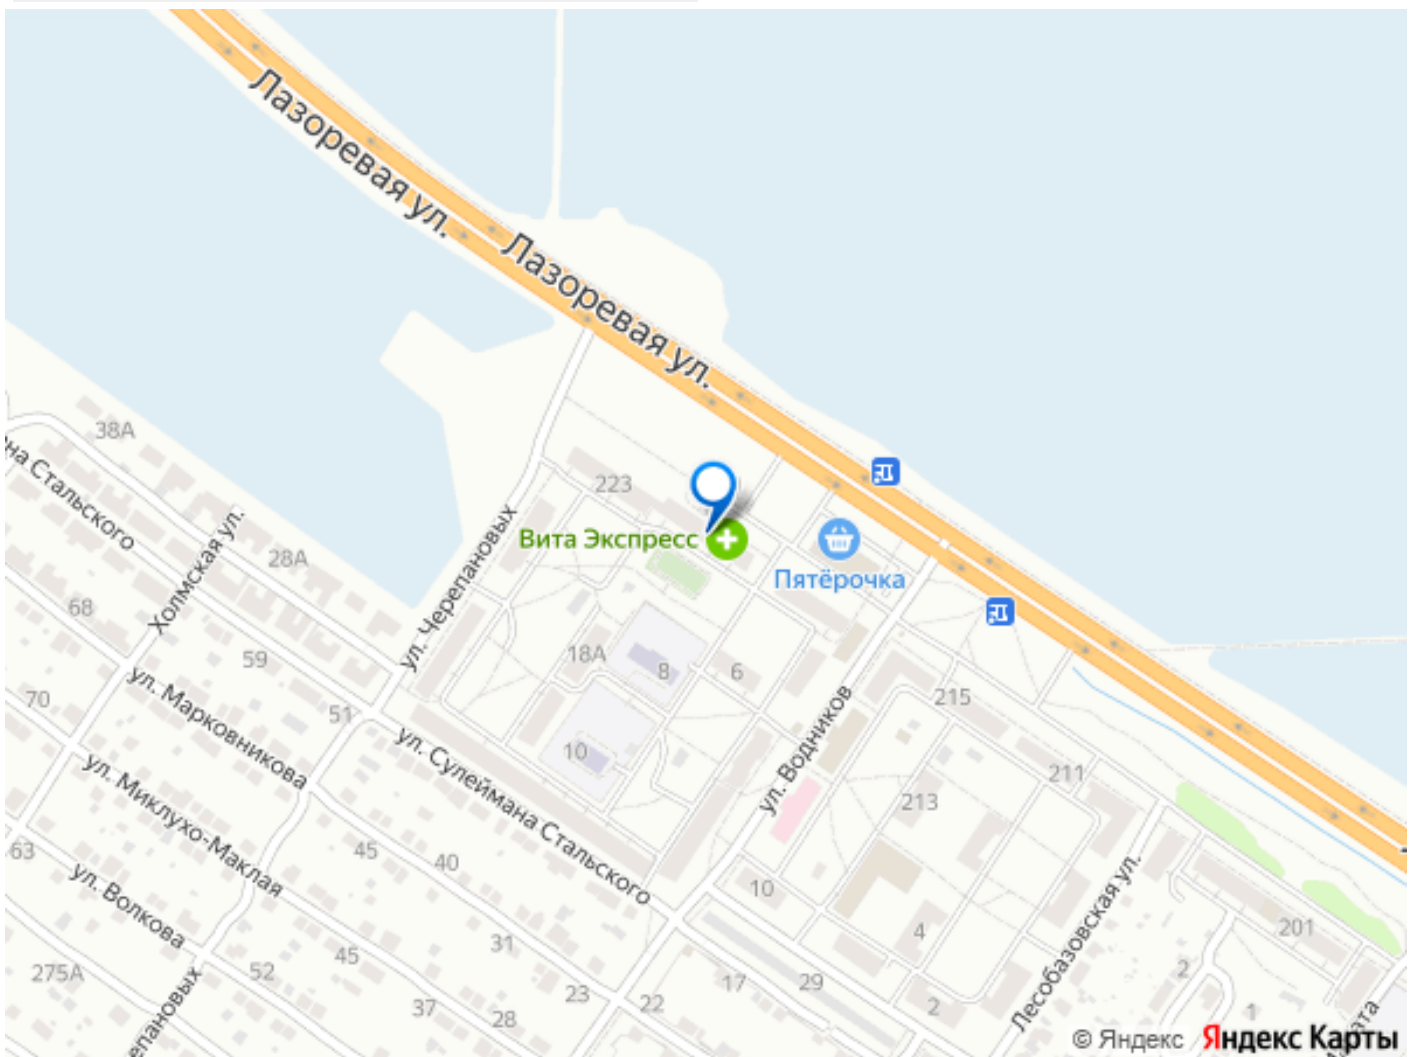 Лазоревая ул.
Лазоревая ул.
38А
на Стальского
223
ул. Черепановых
Вита Экспресс
Пятёрочка
Холмская ул.
28А
68
59
18А
8
6
70
ул. Марковникова
51
215
10
ул. Сулеймана Стальского
ул. Водников
211
213
ул. Миклухо-Маклая
63
45
40
ул. Волкова
10
Лесобазовская ул.
4
201
31
45
275А
52
17
29
2
37
23
22
28
2
1
епановых
ата
© Яндекс Яндекс Карты